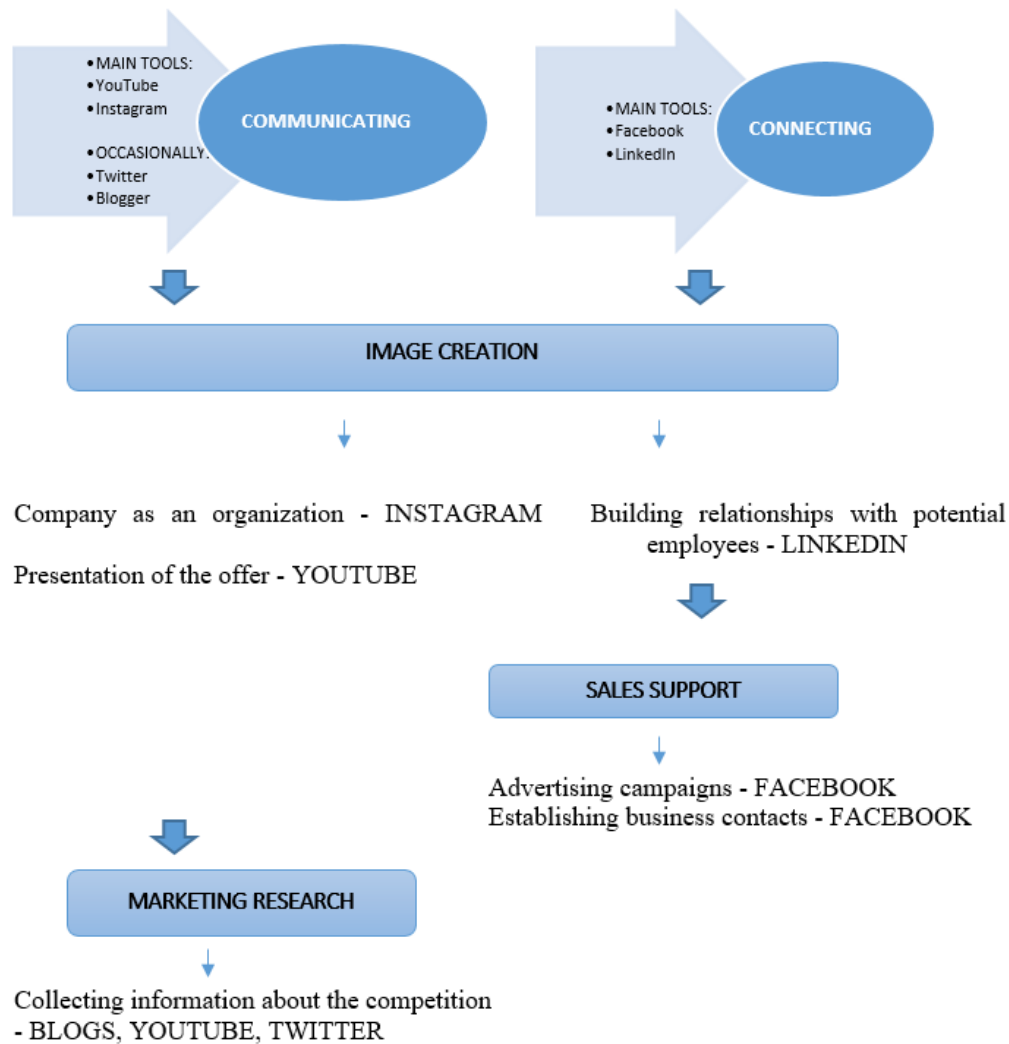 •MAIN TOOLS:
•YouTube
•Instagram
•OCCASIONALLY:
•Twitter
•Blogger
COMMUNICATING
•MAIN TOOLS:
•Facebook
•LinkedIn
CONNECTING
IMAGE CREATION
Company as an organization - INSTAGRAM
Presentation of the offer - YOUTUBE
Building relationships with potential
employees - LINKEDIN
SALES SUPPORT
Advertising campaigns - FACEBOOK
Establishing business contacts - FACEBOOK
MARKETING RESEARCH
Collecting information about the competition
- BLOGS, YOUTUBE, TWITTER